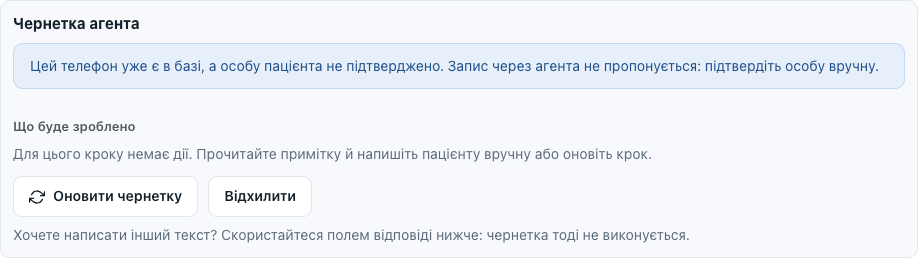 Чернетка агента
Цей телефон уже є в базі, а особу пацієнта не підтверджено. Запис через агента не пропонується: підтвердіть особу вручну.
Що буде зроблено
Для цього кроку немає дії. Прочитайте примітку й напишіть пацієнту вручну або оновіть крок.
Оновити чернетку Відхилити
Хочете написати інший текст? Скористайтеся полем відповіді нижче: чернетка тоді не виконується.